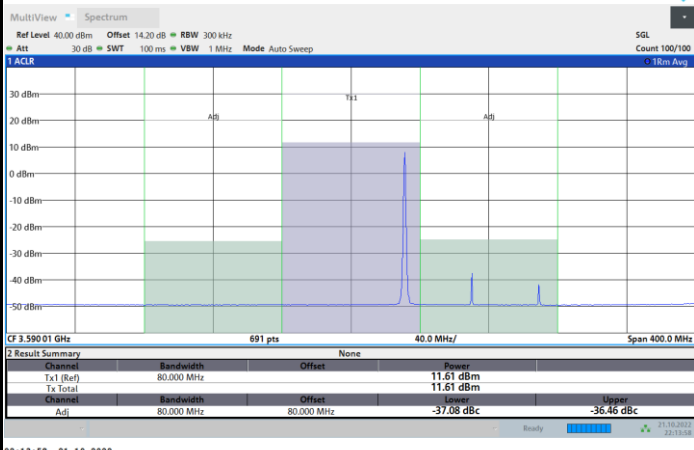 MultiView Spectrum
Ref Level 40.00 dBm Offset 14.20 dB RBW 300 kHz SGL
Att 30 dB SWT 100 ms VBW 1 MHz Mode Auto Sweep Count 100/100
1 ACLR 1Rm Avg
30 dBm
Tx1
20 dBm Adj Adj
10 dBm
0 dBm
-10 dBm
-20 dBm
-30 dBm
-40 dBm
-50 dBm
CF 3.590 01 GHz 691 pts 40.0 MHz/ Span 400.0 MHz
2 Result Summary None
Channel Bandwidth Offset Power
Tx1 (Ref) 80.000 MHz 11.61 dBm
Tx Total 11.61 dBm
Channel Bandwidth Offset Lower Upper
Adj 80.000 MHz 80.000 MHz -37.08 dBc -36.46 dBc
Ready 21.10.2022
22:13:58